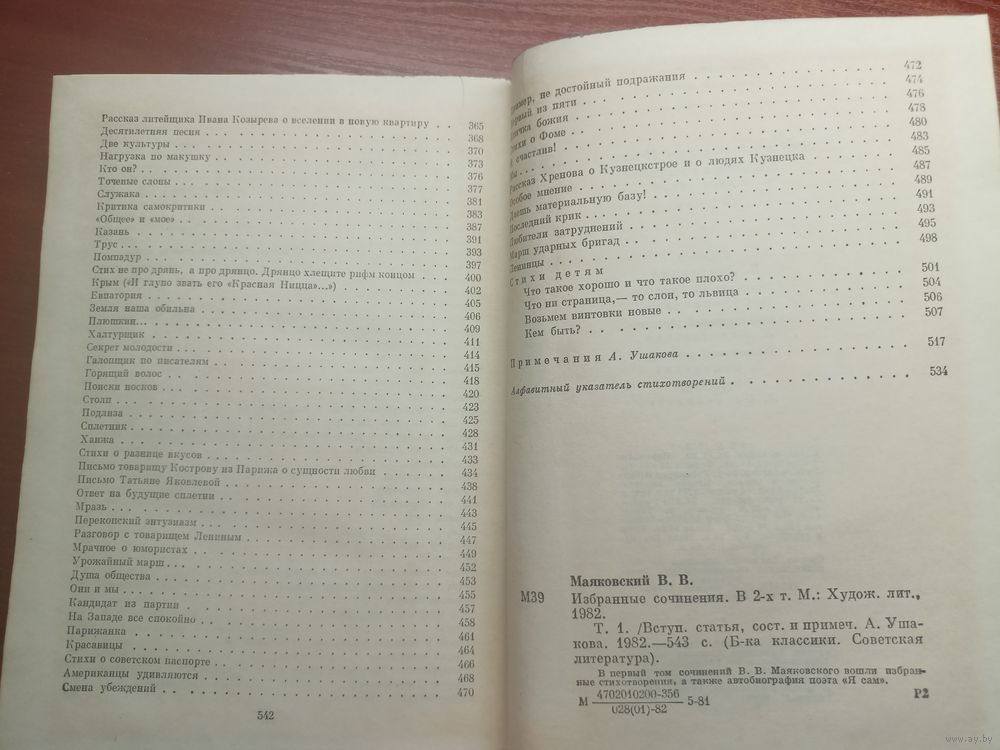 Рассказ литейщика Ивана Козырева о вселении в новую квартиру . . 365
Десятилетняя песня . . . 368
Две культуры . . . 370
Нагрузка по макушку . . . 373
Кто он? . . . 376
Точеные слоны . . . 377
Служака . . . 381
Критика самокритики . . . 383
«Общее» и «мое» . . . 387
Казань . . . 391
Трус . . . 393
Помпадур . . . 397
Стих не про дрянь, а про дрянцо. Дрянцо хлещите рифм концом . . . 400
Крым («И глупо звать его «Красная Ницца»...») . . . 402
Евпатория . . . 405
Земля наша обильна . . . 406
Плюшкин... . . . 409
Халтурщик . . . 411
Секрет молодости . . . 414
Галопщик по писателям . . . 415
Горящий волос . . . 418
Поиски носков . . . 420
Столп . . . 423
Подлиза . . . 425
Сплетник . . . 428
Ханжа . . . 431
Стихи о разнице вкусов . . . 433
Письмо товарищу Кострову из Парижа о сущности любви . . . 434
Письмо Татьяне Яковлевой . . . 438
Ответ на будущие сплетни . . . 441
Мразь . . . 443
Перекопский энтузиазм . . . 445
Разговор с товарищем Лениным . . . 447
Мрачное о юмористах . . . 449
Урожайный марш . . . 452
Душа общества . . . 453
Они и мы . . . 455
Кандидат из партии . . . 457
На Западе все спокойно . . . 458
Парижанка . . . 461
Красавицы . . . 464
Стихи о советском паспорте . . . 466
Американцы удивляются . . . 468
Смена убеждений . . . 470
542
не достойный подражания . . . 472
из пяти . . . 474
божия . . . 476
о Фоме . . . 478
счастлив! . . . 480
Мы . . . 483
Рассказ Хренова о Кузнецкстрое и о людях Кузнецка . . . 485
Особое мнение . . . 487
Даешь материальную базу! . . . 489
Последний крик . . . 491
Любители затруднений . . . 493
Марш ударных бригад . . . 495
Ленинцы . . . 498
Стихи детям
Что такое хорошо и что такое плохо? . . . 501
Что ни страница,— то слон, то львица . . . 504
Возьмем винтовки новые . . . 506
Кем быть? . . . 507
Примечания А. Ушакова . . . 517
Алфавитный указатель стихотворений . . . 534
Маяковский В. В.
М39 Избранные сочинения. В 2-х т. М.: Худож. лит.,
1982.
Т. 1. /Вступ. статья, сост. и примеч. А. Уша-
кова. 1982.—543 с. (Б-ка классики. Советская
литература).
В первый том сочинений В. В. Маяковского вошли избран-
ные стихотворения, а также автобиография поэта «Я сам».
М 4702010200-356 5-81 Р2
028(01)-82
www.ay.by